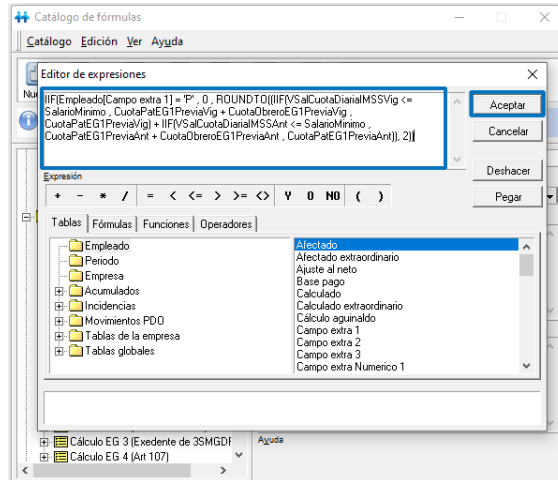 Catálogo de fórmulas
Catálogo Edición Ver Ayuda
Nue
Editor de expresiones
IIF(Empleado[Campo extra 1] = 'P' , 0 , ROUNDTO((IIF(VSalCuotaDiariaIMSSVig <=
SalarioMinimo , CuotaPatEG1PreviaVig + CuotaObreroEG1PreviaVig ,
CuotaPatEG1PreviaVig) + IIF(VSalCuotaDiariaIMSSAnt <= SalarioMinimo ,
CuotaPatEG1PreviaAnt + CuotaObreroEG1PreviaAnt , CuotaPatEG1PreviaAnt)), 2))
Aceptar
Cancelar
Deshacer
Pegar
Expresión
+ - * / = < <= > >= <> Y O NO ( )
Tablas Fórmulas Funciones Operadores
Empleado
Periodo
Empresa
Acumulados
Incidencias
Movimientos PDO
Tablas de la empresa
Tablas globales
Afectado
Afectado extraordinario
Ajuste al neto
Base pago
Calculado
Calculado extraordinario
Cálculo aguinaldo
Campo extra 1
Campo extra 2
Campo extra 3
Campo extra Numerico 1
Cálculo EG 3 (Exedente de 3SMGDF
Cálculo EG 4 (Art 107)
Ayuda